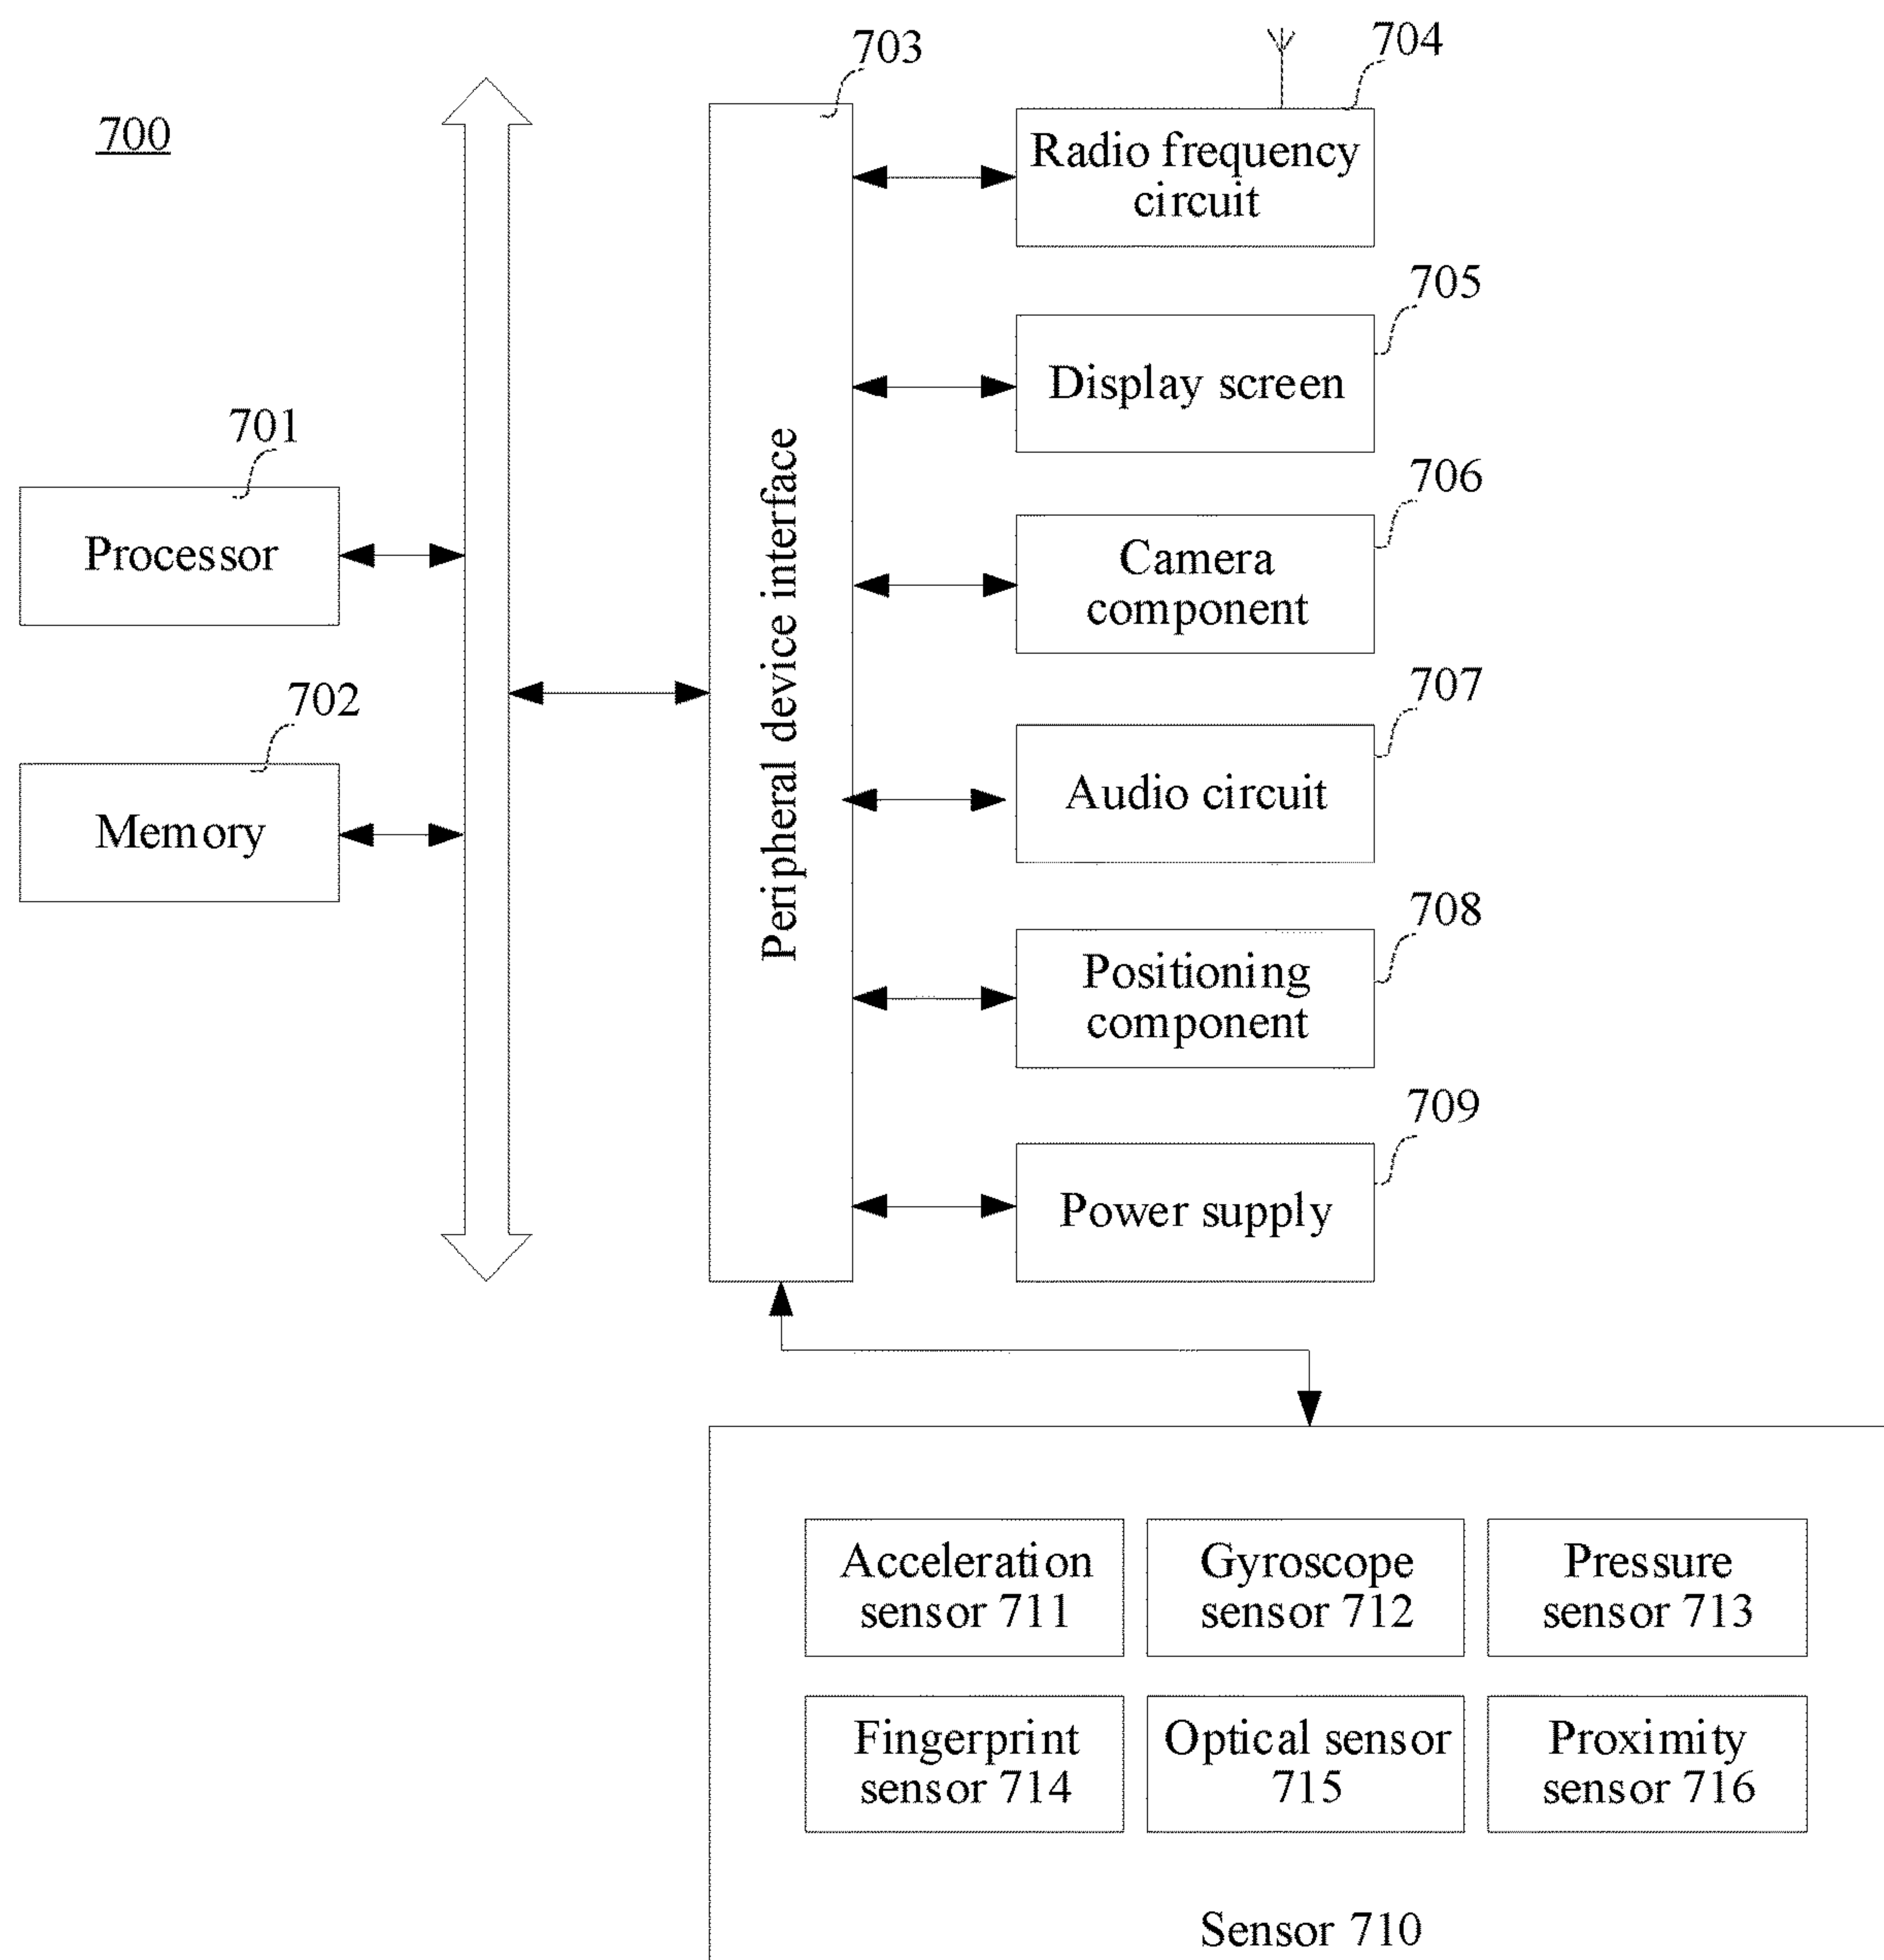 700
703
704
Radio frequency
circuit
705
Display screen
701
Processor
706
Camera
component
Peripheral device interface
702
Memory
707
Audio circuit
708
Positioning
component
709
Power supply
Acceleration
sensor 711
Gyroscope
sensor 712
Pressure
sensor 713
Fingerprint
sensor 714
Optical sensor
715
Proximity
sensor 716
Sensor 710